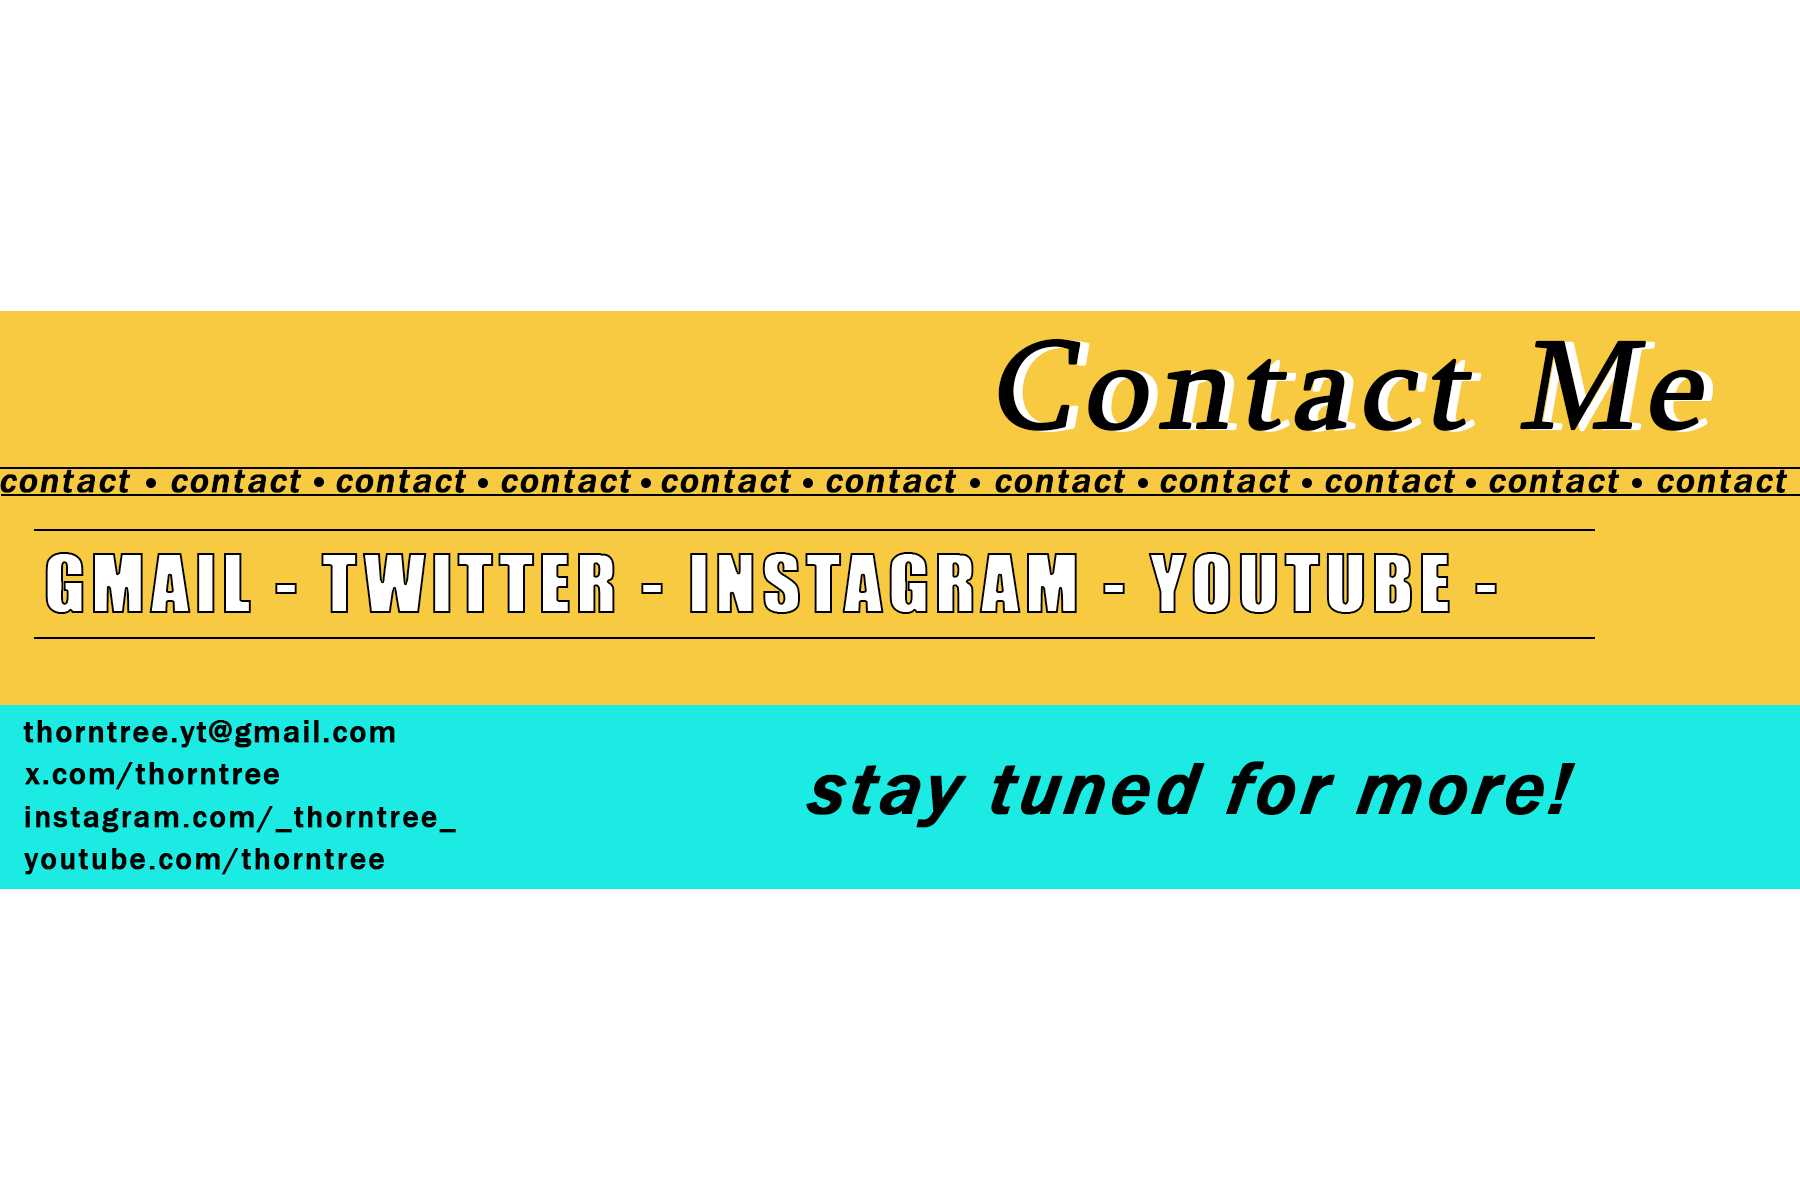 Contact Me
contact • contact • contact • contact • contact • contact • contact • contact • contact • contact • contact
GMAIL - TWITTER - INSTAGRAM - YOUTUBE -
thorntree.yt@gmail.com
x.com/thorntree
instagram.com/_thorntree_
youtube.com/thorntree
stay tuned for more!